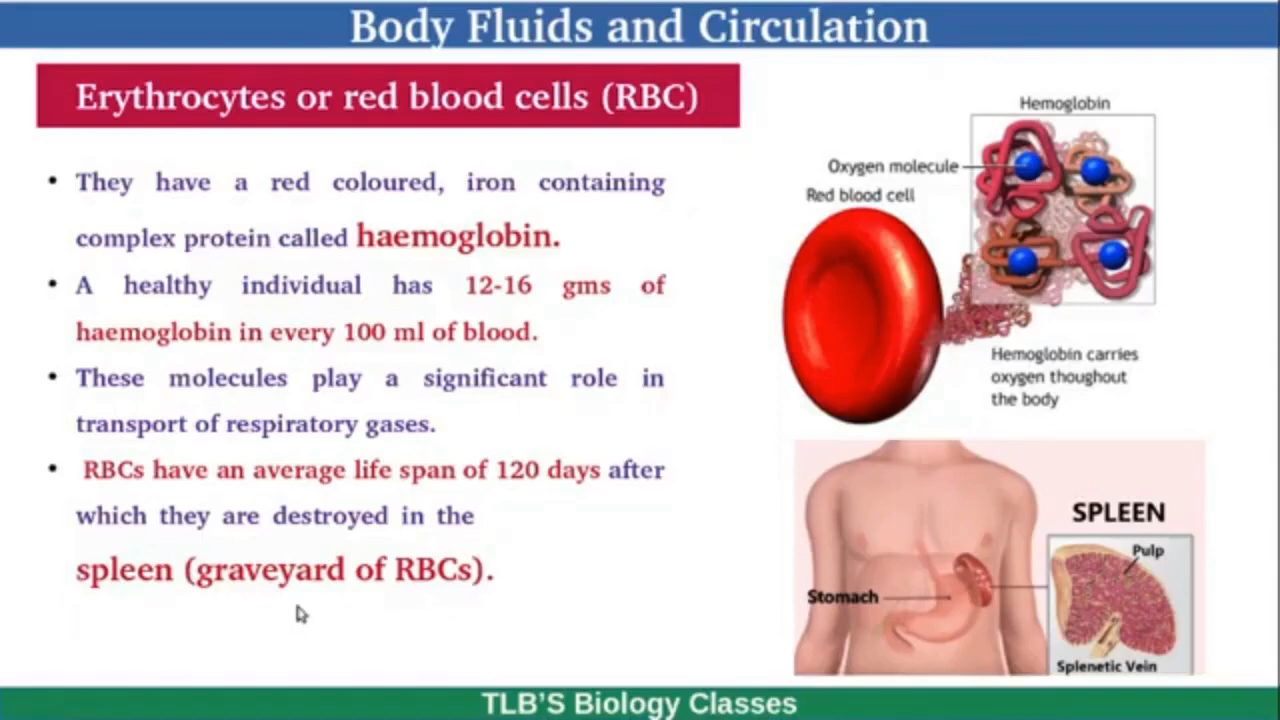 Body Fluids and Circulation
Erythrocytes or red blood cells (RBC)
• They have a red coloured, iron containing
complex protein called haemoglobin.
• A healthy individual has 12-16 gms of
haemoglobin in every 100 ml of blood.
• These molecules play a significant role in
transport of respiratory gases.
• RBCs have an average life span of 120 days after
which they are destroyed in the
spleen (graveyard of RBCs).
Hemoglobin
Oxygen molecule
Red blood cell
Hemoglobin carries
oxygen thoughout
the body
SPLEEN
Pulp
Stomach
Splenetic Vein
TLB'S Biology Classes